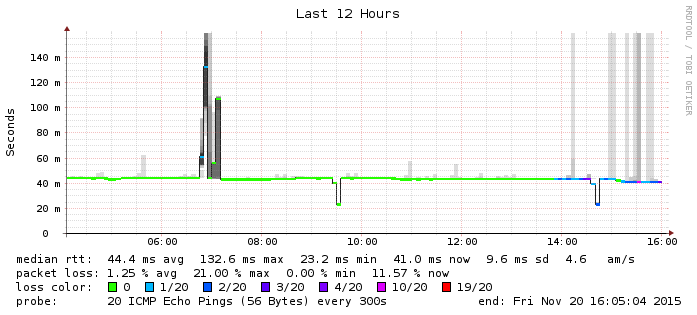 Last 12 Hours
RRDTOOL / TOBI OETIKER
Seconds
140 m
120 m
100 m
80 m
60 m
40 m
20 m
0
06:00 08:00 10:00 12:00 14:00 16:00
median rtt: 44.4 ms avg 132.6 ms max 23.2 ms min 41.0 ms now 9.6 ms sd 4.6 am/s
packet loss: 1.25 % avg 21.00 % max 0.00 % min 11.57 % now
loss color: 0 1/20 2/20 3/20 4/20 10/20 19/20
probe: 20 ICMP Echo Pings (56 Bytes) every 300s end: Fri Nov 20 16:05:04 2015